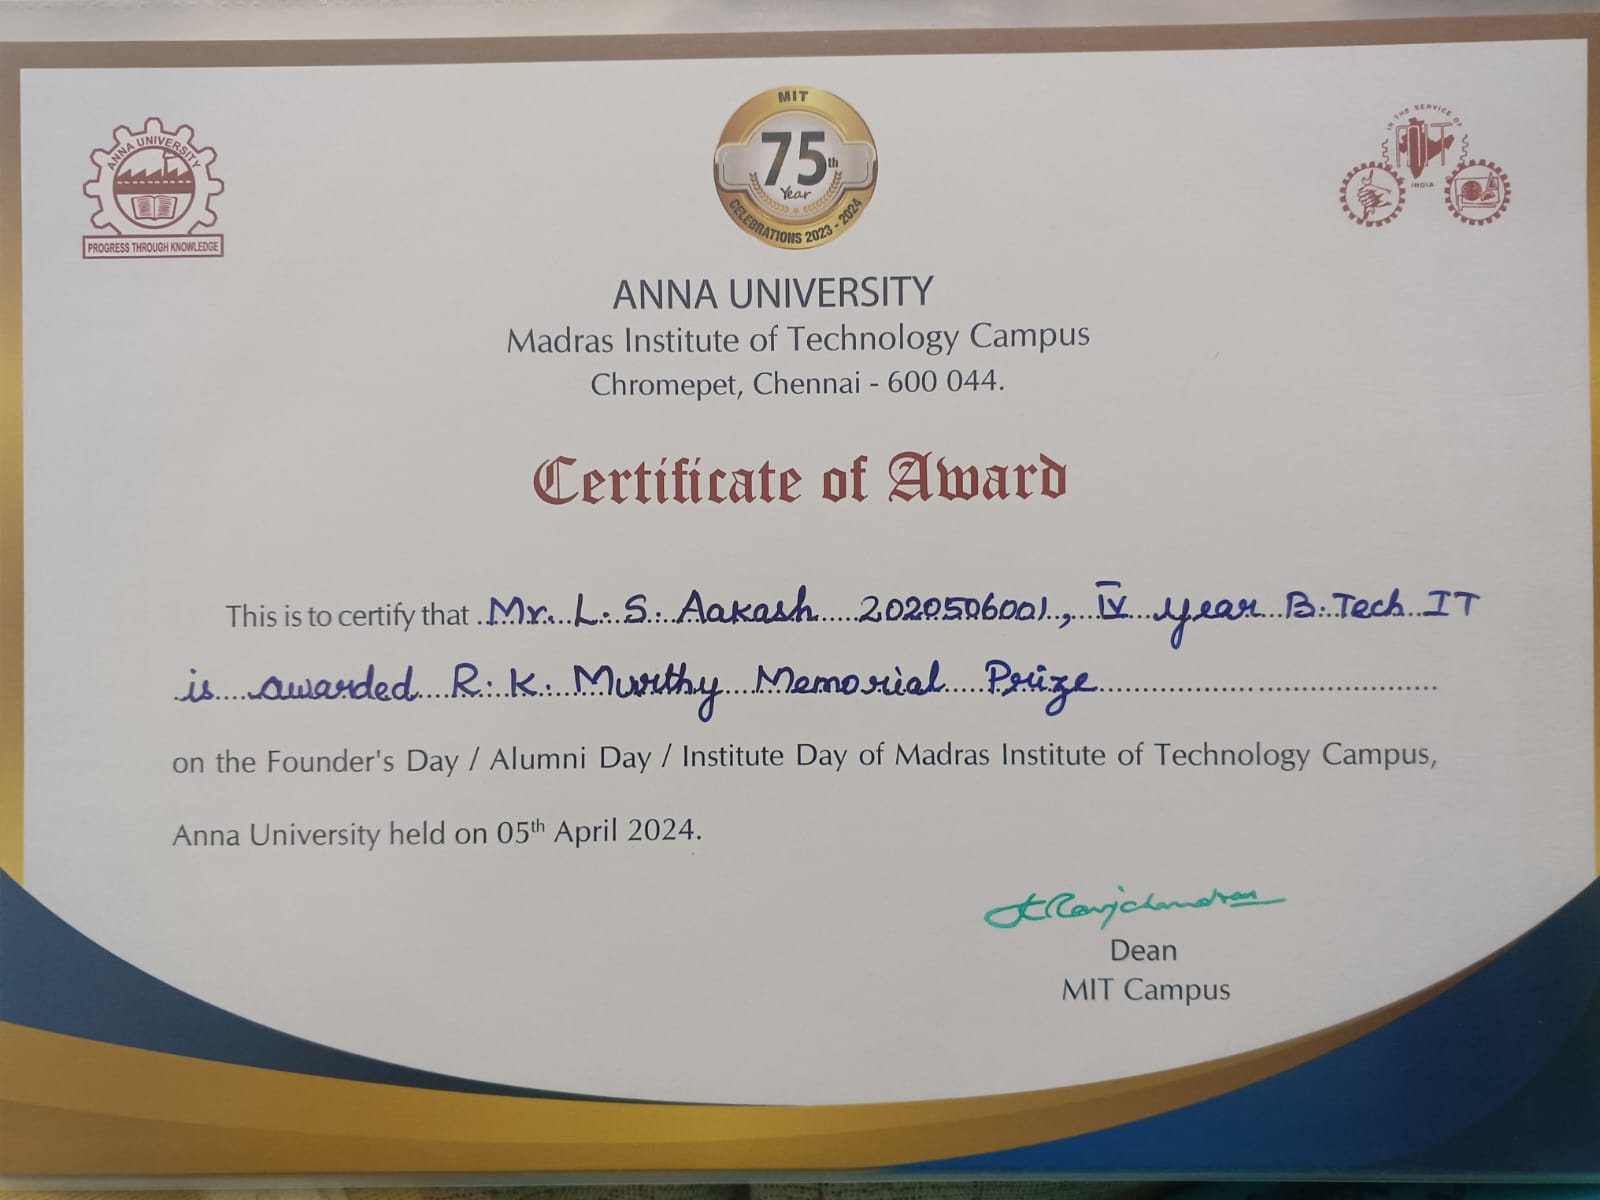 ANNA UNIVERSITY
PROGRESS THROUGH KNOWLEDGE
MIT
75th
Year
CELEBRATIONS 2023 - 2024
IN THE SERVICE OF
MIT
INDIA
ANNA UNIVERSITY
Madras Institute of Technology Campus
Chromepet, Chennai - 600 044.
Certificate of Award
This is to certify that Mr. L. S. Aakash 2020506001, IV year B.Tech IT
is awarded R. K. Murthy Memorial Prize
on the Founder's Day / Alumni Day / Institute Day of Madras Institute of Technology Campus,
Anna University held on 05th April 2024.
Ravichandran
Dean
MIT Campus